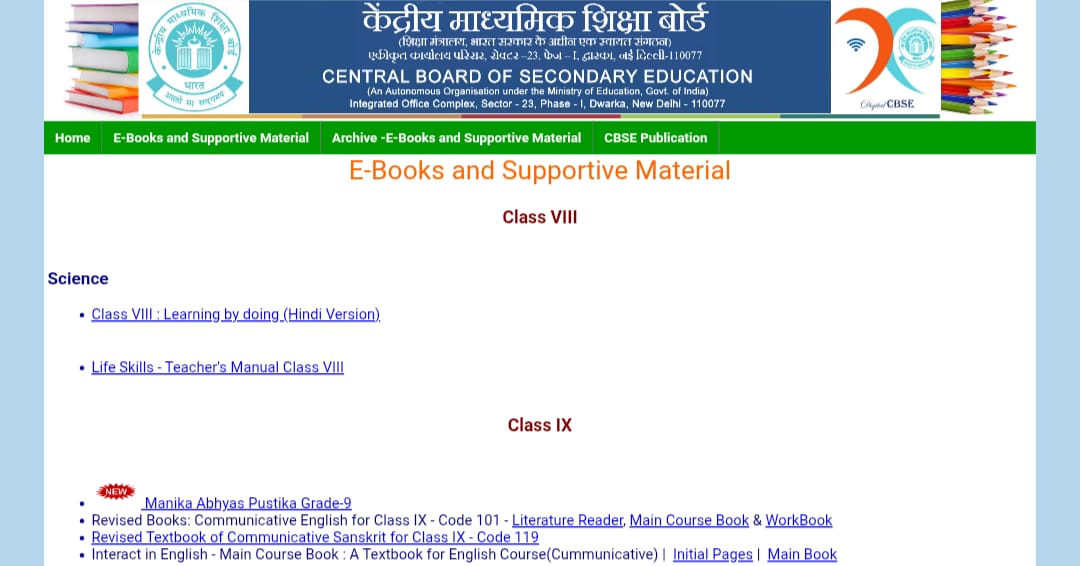 केंद्रीय माध्यमिक शिक्षा बोर्ड
(शिक्षा मंत्रालय, भारत सरकार के अधीन एक स्वायत संगठन)
एकीकृत कार्यालय परिसर, सेक्टर -23, फेज - I, द्वारका, नई दिल्ली-110077
CENTRAL BOARD OF SECONDARY EDUCATION
(An Autonomous Organisation under the Ministry of Education, Govt. of India)
Integrated Office Complex, Sector - 23, Phase - I, Dwarka, New Delhi - 110077
भारत
असतो मा सद्गमय
Digital CBSE
Home
E-Books and Supportive Material
Archive -E-Books and Supportive Material
CBSE Publication
E-Books and Supportive Material
Class VIII
Science
Class VIII : Learning by doing (Hindi Version)
Life Skills - Teacher's Manual Class VIII
Class IX
NEW Manika Abhyas Pustika Grade-9
Revised Books: Communicative English for Class IX - Code 101 - Literature Reader, Main Course Book & WorkBook
Revised Textbook of Communicative Sanskrit for Class IX - Code 119
Interact in English - Main Course Book : A Textbook for English Course(Cummunicative) | Initial Pages | Main Book